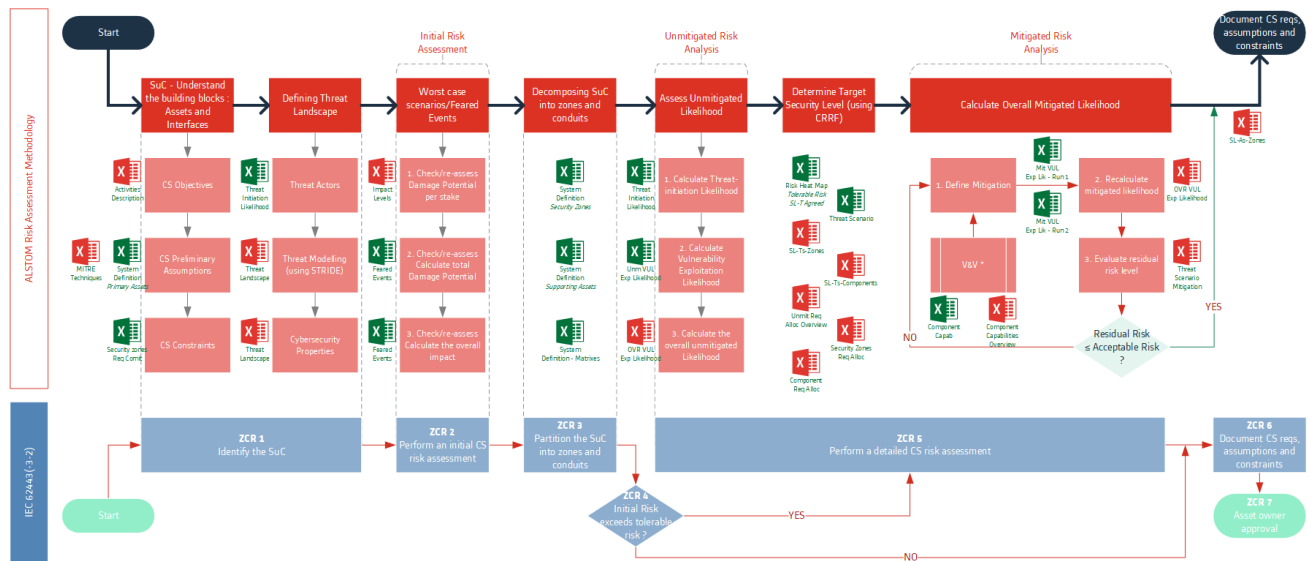 ALSTOM Risk Assessment Methodology
Start
Initial Risk
Assessment
Unmitigated Risk
Analysis
Mitigated Risk
Analysis
Document CS reqs,
assumptions and
constraints
SuC - Understand
the building blocks :
Assets and
Interfaces
Defining Threat
Landscape
Worst case
scenarios/Feared
Events
Decomposing SuC
into zones and
conduits
Assess Unmitigated
Likelihood
Determine Target
Security Level (using
CRRF)
Calculate Overall Mitigated Likelihood
SL-As-Zones
Activities
Description
CS Objectives
Threat
Initiation
Likelihood
Threat Actors
Impact
Levels
1. Check/re-assess
Damage Potential
per stake
System
Definition
Security Zones
Threat
Initiation.
Likelihood
1. Calculate Threat-
initiation Likelihood
Risk Heat Map
Tolerable Risk
SL-T Agreed
Threat Scenario
1. Define Mitigation
Mit VUL
Exp Lik - Run 1
Mit VUL
Exp Lik - Run 2
2. Recalculate
mitigated likelihood
OVR VUL
Exp Likelihood
MITRE
Techniques
System
Definition
Primary Assets
CS Preliminary
Assumptions
Threat
Landscape
Threat Modelling
(using STRIDE)
Feared
Events
2. Check/re-assess
Calculate total
Damage Potential
System
Definition
Supporting Assets
Unm VUL
Exp Likelihood
2. Calculate
Vulnerability
Exploitation
Likelihood
SL-Ts-Zones
SL-Ts-Components
V&V *
3. Evaluate residual
risk level
Threat
Scenario
Mitigation
Security zones
Req Comt
CS Constraints
Threat
Landscape
Cybersecurity
Properties
Feared
Events
3. Check/re-assess
Calculate the overall
impact
System
Definition - Matrixes
OVR VUL
Exp Likelihood
3. Calculate the
overall unmitigated
Likelihood
Unmit Req
Alloc Overview
Security Zones
Req Alloc
Component
Req Alloc
Component
Capab
Component
Capabilities
Overview
NO
YES
Residual Risk
≤ Acceptable Risk
?
IEC 62443(-3-2)
Start
ZCR 1
Identify the SuC
ZCR 2
Perform an initial CS
risk assessment
ZCR 3
Partition the SuC
into zones and
conduits
ZCR 4
Initial Risk
exceeds tolerable
risk ?
YES
NO
ZCR 5
Perform a detailed CS risk assessment
ZCR 6
Document CS reqs,
assumptions and
constraints
ZCR 7
Asset owner
approval